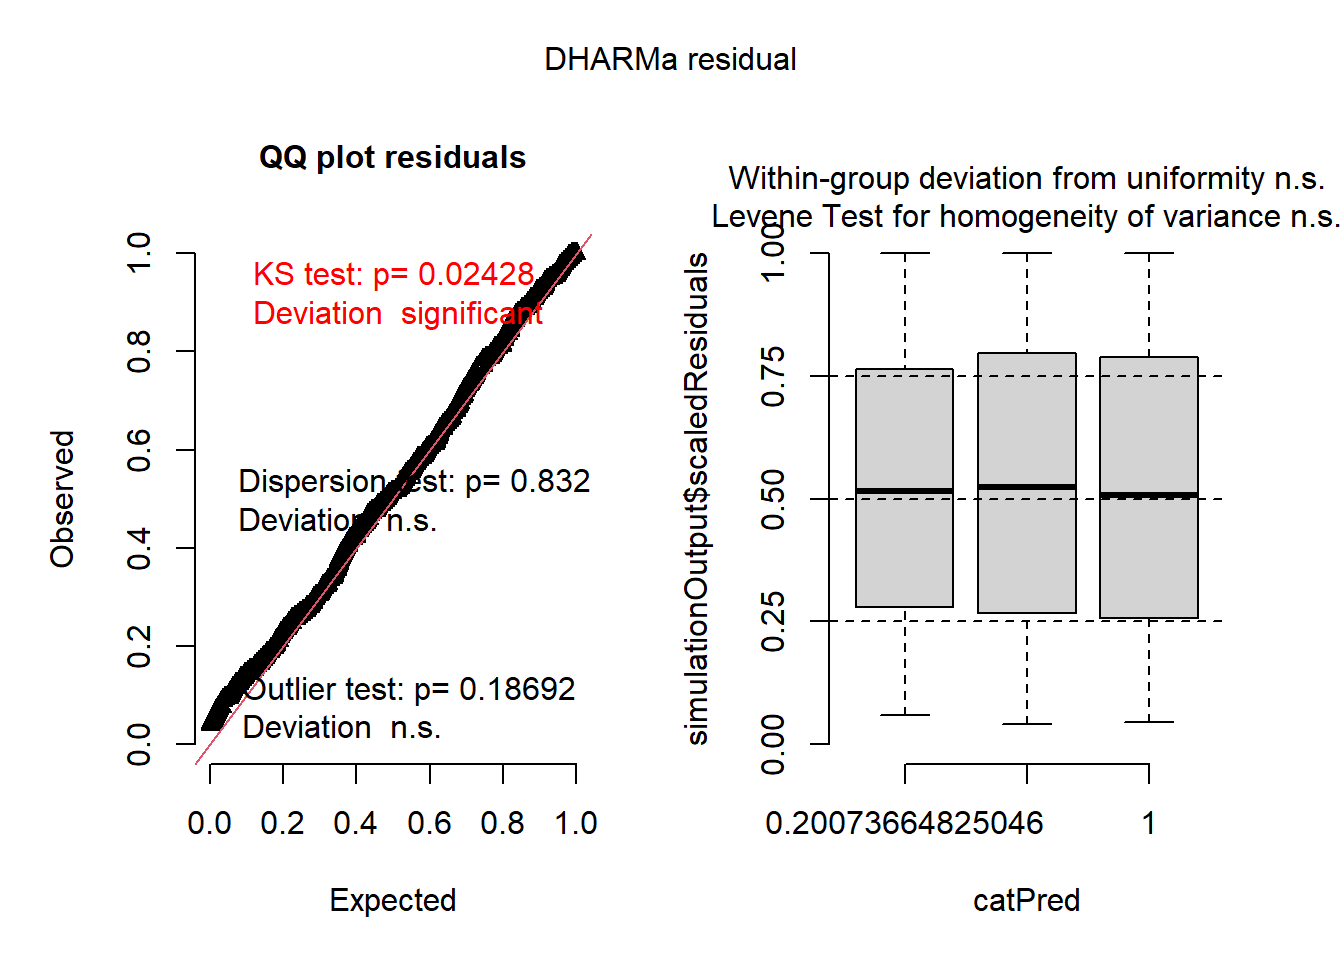 DHARMa residual
QQ plot residuals
KS test: p= 0.02428
Deviation  significant
Dispersion test: p= 0.832
Deviation  n.s.
Outlier test: p= 0.18692
Deviation  n.s.
Observed
0.0 0.2 0.4 0.6 0.8 1.0
0.0 0.2 0.4 0.6 0.8 1.0
Expected
Within-group deviation from uniformity n.s.
Levene Test for homogeneity of variance n.s.
simulationOutput$scaledResiduals
0.00 0.25 0.50 0.75 1.00
0.20073664825046 1
catPred